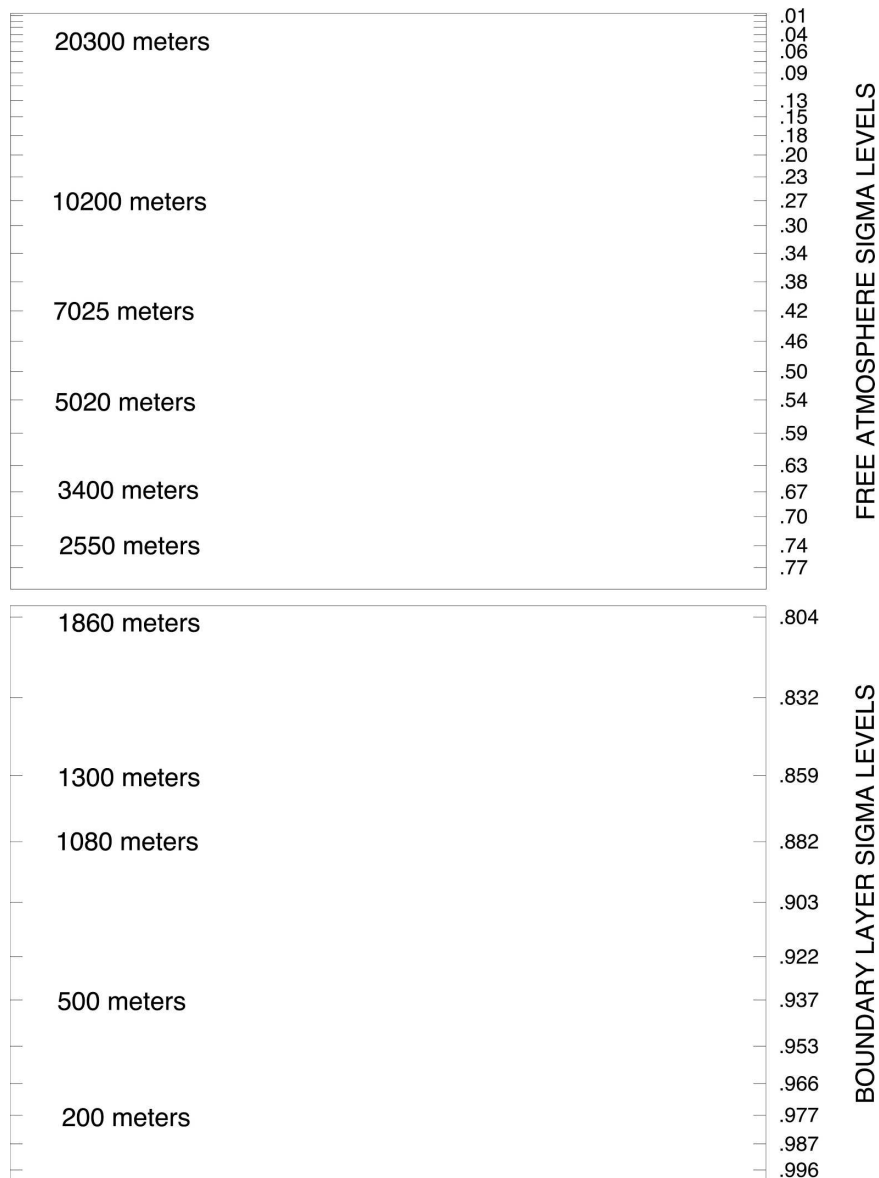 20300 meters
10200 meters
7025 meters
5020 meters
3400 meters
2550 meters
.01
.04
.06
.09
.13
.15
.18
.20
.23
.27
.30
.34
.38
.42
.46
.50
.54
.59
.63
.67
.70
.74
.77
FREE ATMOSPHERE SIGMA LEVELS
1860 meters
1300 meters
1080 meters
500 meters
200 meters
.804
.832
.859
.882
.903
.922
.937
.953
.966
.977
.987
.996
BOUNDARY LAYER SIGMA LEVELS